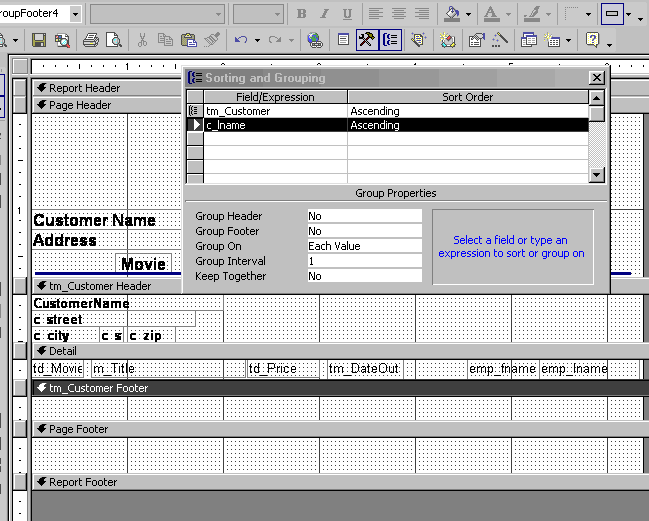 roupFooter4
B I U
Report Header
Page Header
Sorting and Grouping
Field/Expression Sort Order
tm_Customer Ascending
c_lname Ascending
Group Properties
Group Header No
Group Footer No
Group On Each Value
Group Interval 1
Keep Together No
Select a field or type an
expression to sort or group on
Customer Name
Address
Movie
tm_Customer Header
CustomerName
c_street
c_city c_s c_zip
Detail
td_Movie m_Title td_Price tm_DateOut emp_fname emp_lname
tm_Customer Footer
Page Footer
Report Footer